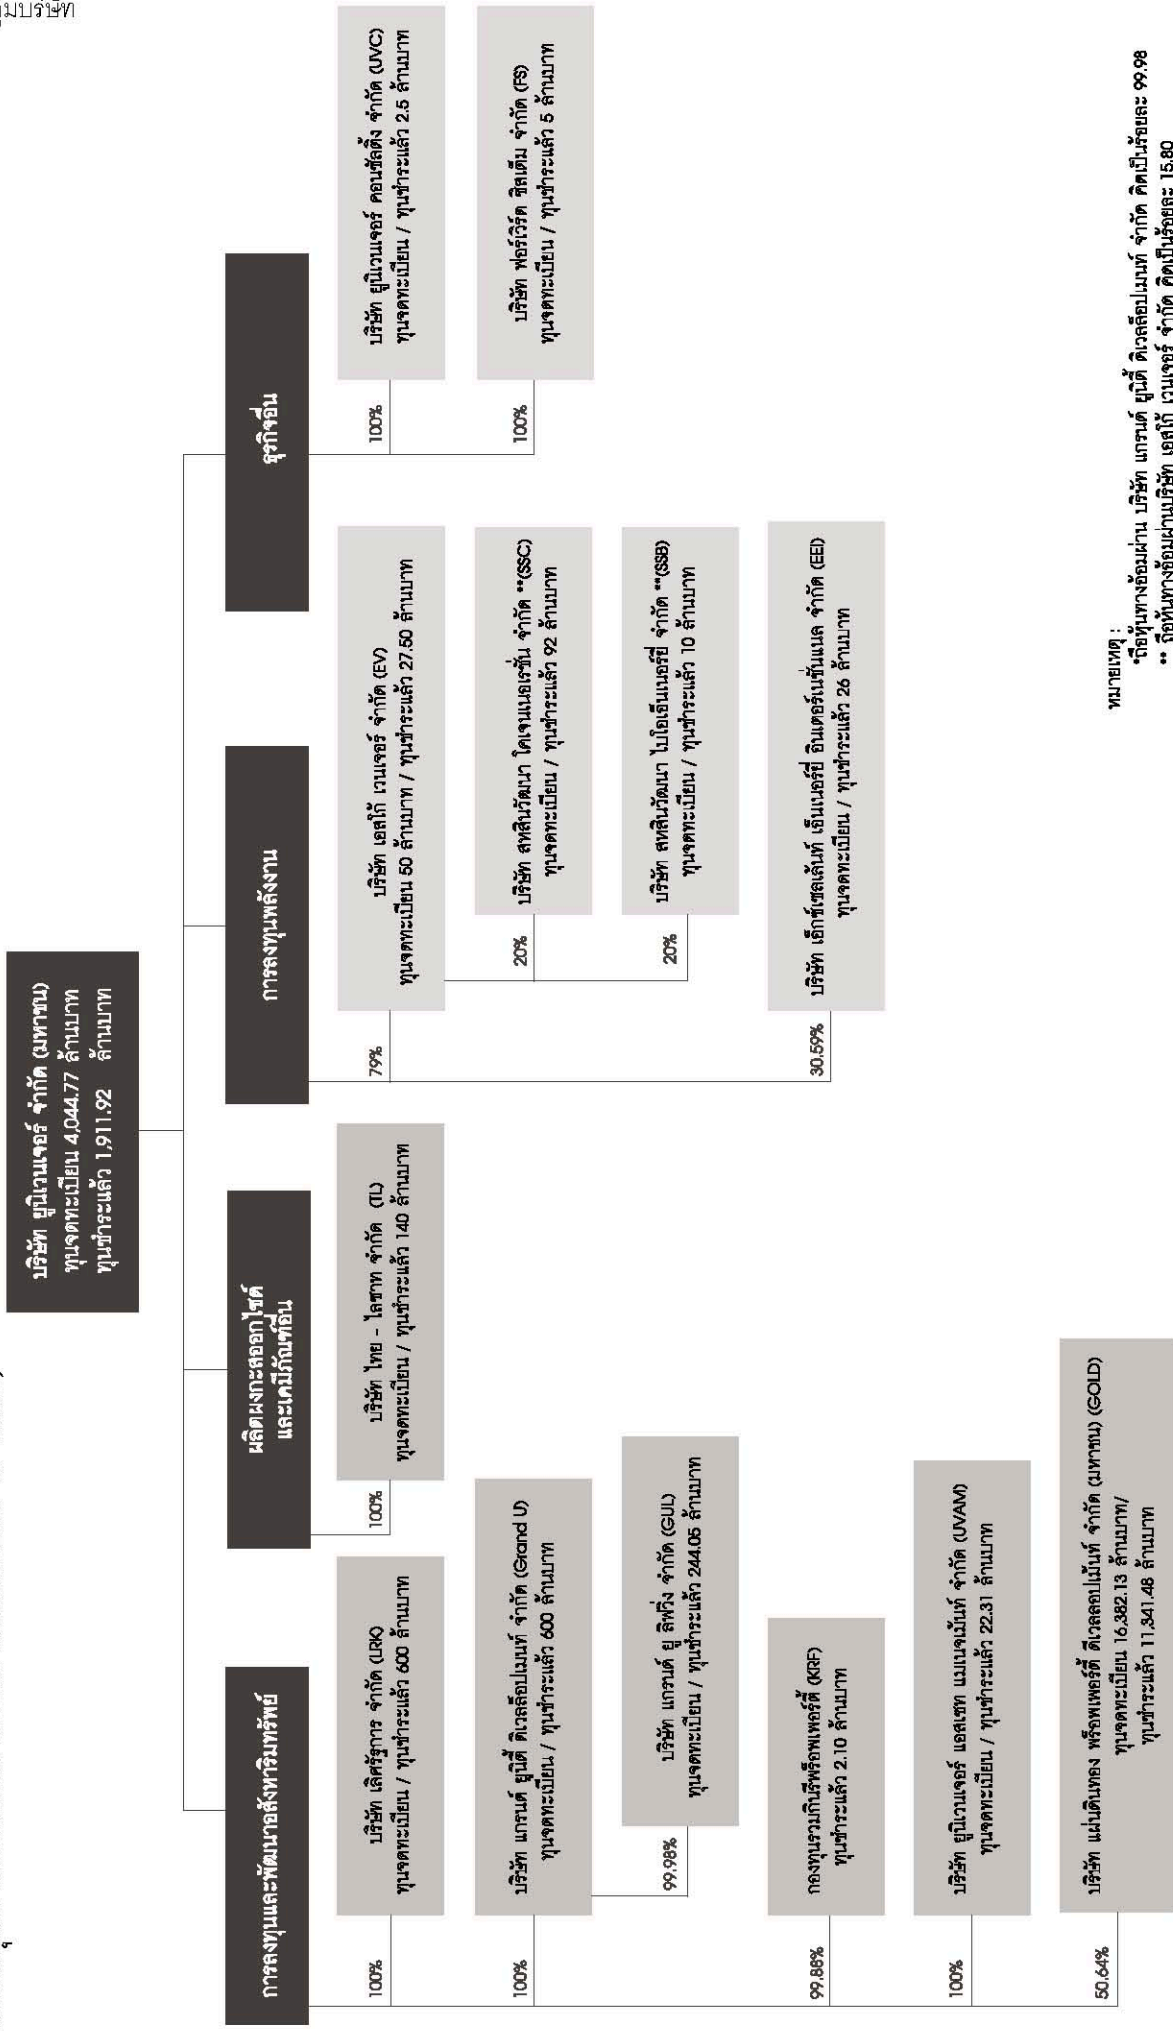 บริษัท ยูนิเวนเจอร์ จำกัด (มหาชน)
ทุนจดทะเบียน 4,044.77 ล้านบาท
ทุนชำระแล้ว 1,911.92 ล้านบาท
การลงทุนและพัฒนาอสังหาริมทรัพย์
100%
บริษัท เลิศรัฐการ จำกัด (LRK)
ทุนจดทะเบียน / ทุนชำระแล้ว 600 ล้านบาท
100%
บริษัท แกรนด์ ยูนิตี้ ดิเวลล็อปเมนท์ จำกัด (Grand U)
ทุนจดทะเบียน / ทุนชำระแล้ว 600 ล้านบาท
99.98%
บริษัท แกรนด์ ยู ลิฟวิ่ง จำกัด (GUL)
ทุนจดทะเบียน / ทุนชำระแล้ว 244.05 ล้านบาท
99.88%
กองทุนรวมกินรีพร็อพเพอร์ตี้ (KRF)
ทุนชำระแล้ว 2.10 ล้านบาท
100%
บริษัท ยูนิเวนเจอร์ แอสเซท แมเนจเม้นท์ จำกัด (UVAM)
ทุนจดทะเบียน / ทุนชำระแล้ว 22.31 ล้านบาท
50.64%
บริษัท แผ่นดินทอง พร็อพเพอร์ตี้ ดีเวลลอปเม้นท์ จำกัด (มหาชน) (GOLD)
ทุนจดทะเบียน 16,382.13 ล้านบาท/
ทุนชำระแล้ว 11,341.48 ล้านบาท
ผลิตผงกะสออกไซด์
และเคมีภัณฑ์อื่น
100%
บริษัท ไทย - ไลซาท จำกัด (TL)
ทุนจดทะเบียน / ทุนชำระแล้ว 140 ล้านบาท
การลงทุนพลังงาน
79%
บริษัท เอสโก้ เวนเจอร์ จำกัด (EV)
ทุนจดทะเบียน 50 ล้านบาท / ทุนชำระแล้ว 27.50 ล้านบาท
20%
บริษัท สหสินวัฒนา โคเจนเนอเรชั่น จำกัด **(SSC)
ทุนจดทะเบียน / ทุนชำระแล้ว 92 ล้านบาท
20%
บริษัท สหสินวัฒนา ไบโอเอ็นเนอร์ยี่ จำกัด **(SSB)
ทุนจดทะเบียน / ทุนชำระแล้ว 10 ล้านบาท
30.59%
บริษัท เอ็กซ์เซลเล้นท์ เอ็นเนอร์ยี่ อินเตอร์เนชั่นแนล จำกัด (EEI)
ทุนจดทะเบียน / ทุนชำระแล้ว 26 ล้านบาท
ธุรกิจอื่น
100%
บริษัท ยูนิเวนเจอร์ คอนซัลติ้ง จำกัด (UVC)
ทุนจดทะเบียน / ทุนชำระแล้ว 2.5 ล้านบาท
100%
บริษัท ฟอร์เวิร์ด ซิสเต็ม จำกัด (FS)
ทุนจดทะเบียน / ทุนชำระแล้ว 5 ล้านบาท
หมายเหตุ :
*ถือหุ้นทางอ้อมผ่าน บริษัท แกรนด์ ยูนิตี้ ดิเวลล็อปเมนท์ จำกัด คิดเป็นร้อยละ 99.98
** ถือหุ้นทางอ้อมผ่านบริษัท เอสโก้ เวนเจอร์ จำกัด คิดเป็นร้อยละ 15.80